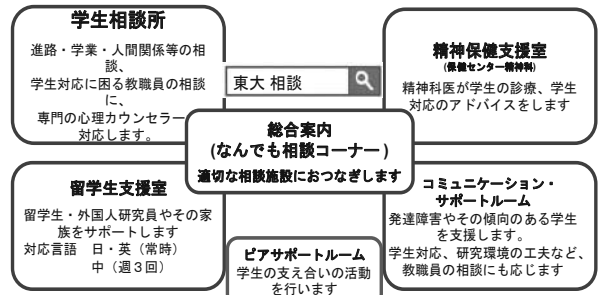 学生相談所
進路・学業・人間関係等の相
談、
学生対応に困る教職員の相談
に、
専門の心理カウンセラー
対応します。
東大 相談
精神保健支援室
(保健センター精神科)
精神科医が学生の診療、学生
対応のアドバイスをします
総合案内
(なんでも相談コーナー)
適切な相談施設におつなぎします
留学生支援室
留学生・外国人研究員やその家
族をサポートします
対応言語 日・英（常時）
中（週３回）
コミュニケーション・
サポートルーム
発達障害やその傾向のある学生
を支援します。
学生対応、研究環境の工夫など、
教職員の相談にも応じます
ピアサポートルーム
学生の支え合いの活動
を行います